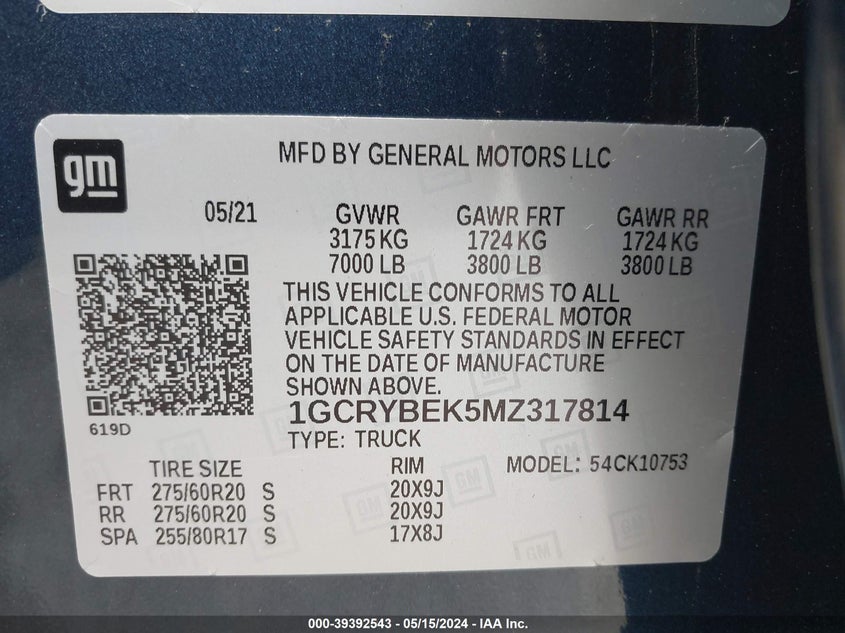 gm
MFD BY GENERAL MOTORS LLC
05/21 GVWR GAWR FRT GAWR RR
3175 KG 1724 KG 1724 KG
7000 LB 3800 LB 3800 LB
THIS VEHICLE CONFORMS TO ALL
APPLICABLE U.S. FEDERAL MOTOR
VEHICLE SAFETY STANDARDS IN EFFECT
ON THE DATE OF MANUFACTURE
SHOWN ABOVE.
1GCRYBEK5MZ317814
619D
TYPE: TRUCK
TIRE SIZE RIM MODEL: 54CK10753
FRT 275/60R20 S 20X9J
RR 275/60R20 S 20X9J
SPA 255/80R17 S 17X8J
GM
GM
GM
000-39392543 - 05/15/2024 - IAA Inc.